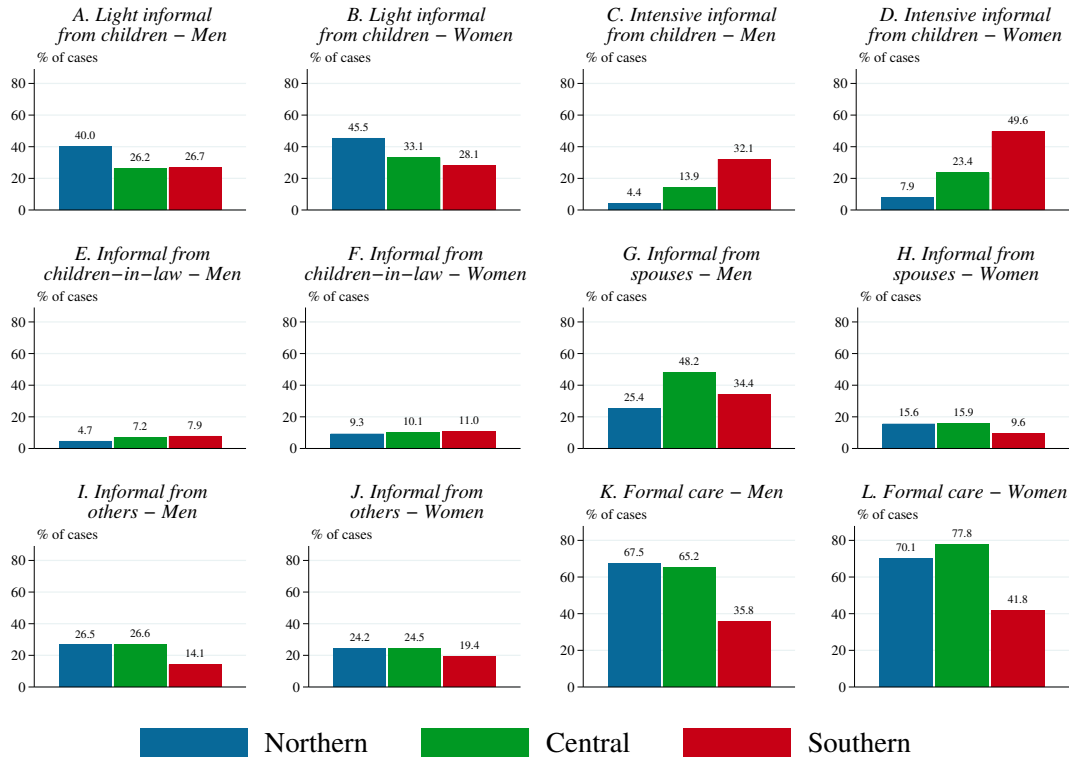 A. Light informal
from children − Men
% of cases
80
60
40
20
0
40.0
26.2
26.7
B. Light informal
from children − Women
% of cases
80
60
40
20
0
45.5
33.1
28.1
C. Intensive informal
from children − Men
% of cases
80
60
40
20
0
4.4
13.9
32.1
D. Intensive informal
from children − Women
% of cases
80
60
40
20
0
7.9
23.4
49.6
E. Informal from
children−in−law − Men
% of cases
80
60
40
20
0
4.7
7.2
7.9
F. Informal from
children−in−law − Women
% of cases
80
60
40
20
0
9.3
10.1
11.0
G. Informal from
spouses − Men
% of cases
80
60
40
20
0
25.4
48.2
34.4
H. Informal from
spouses − Women
% of cases
80
60
40
20
0
15.6
15.9
9.6
I. Informal from
others − Men
% of cases
80
60
40
20
0
26.5
26.6
14.1
J. Informal from
others − Women
% of cases
80
60
40
20
0
24.2
24.5
19.4
K. Formal care − Men
% of cases
80
60
40
20
0
67.5
65.2
35.8
L. Formal care − Women
% of cases
80
60
40
20
0
70.1
77.8
41.8
Northern
Central
Southern